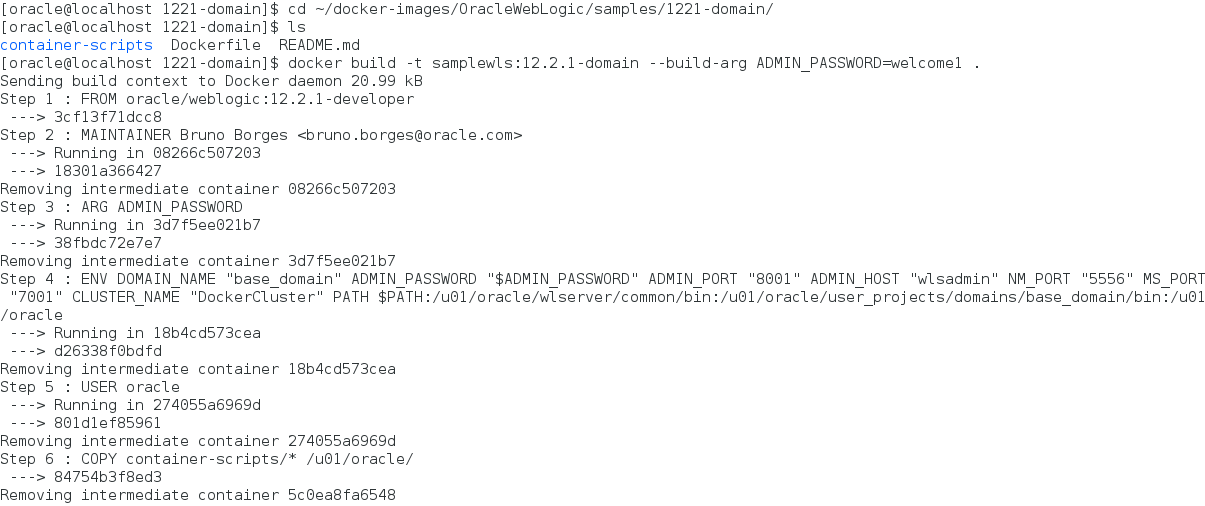 [oracle@localhost 1221-domain]$ cd ~/docker-images/OracleWebLogic/samples/1221-domain/
[oracle@localhost 1221-domain]$ ls
container-scripts  Dockerfile  README.md
[oracle@localhost 1221-domain]$ docker build -t samplewls:12.2.1-domain --build-arg ADMIN_PASSWORD=welcome1 .
Sending build context to Docker daemon 20.99 kB
Step 1 : FROM oracle/weblogic:12.2.1-developer
 ---> 3cf13f71dcc8
Step 2 : MAINTAINER Bruno Borges <bruno.borges@oracle.com>
 ---> Running in 08266c507203
 ---> 18301a366427
Removing intermediate container 08266c507203
Step 3 : ARG ADMIN_PASSWORD
 ---> Running in 3d7f5ee021b7
 ---> 38fbdc72e7e7
Removing intermediate container 3d7f5ee021b7
Step 4 : ENV DOMAIN_NAME "base_domain" ADMIN_PASSWORD "$ADMIN_PASSWORD" ADMIN_PORT "8001" ADMIN_HOST "wlsadmin" NM_PORT "5556" MS_PORT
 "7001" CLUSTER_NAME "DockerCluster" PATH $PATH:/u01/oracle/wlserver/common/bin:/u01/oracle/user_projects/domains/base_domain/bin:/u01
/oracle
 ---> Running in 18b4cd573cea
 ---> d26338f0bdfd
Removing intermediate container 18b4cd573cea
Step 5 : USER oracle
 ---> Running in 274055a6969d
 ---> 801d1ef85961
Removing intermediate container 274055a6969d
Step 6 : COPY container-scripts/* /u01/oracle/
 ---> 84754b3f8ed3
Removing intermediate container 5c0ea8fa6548